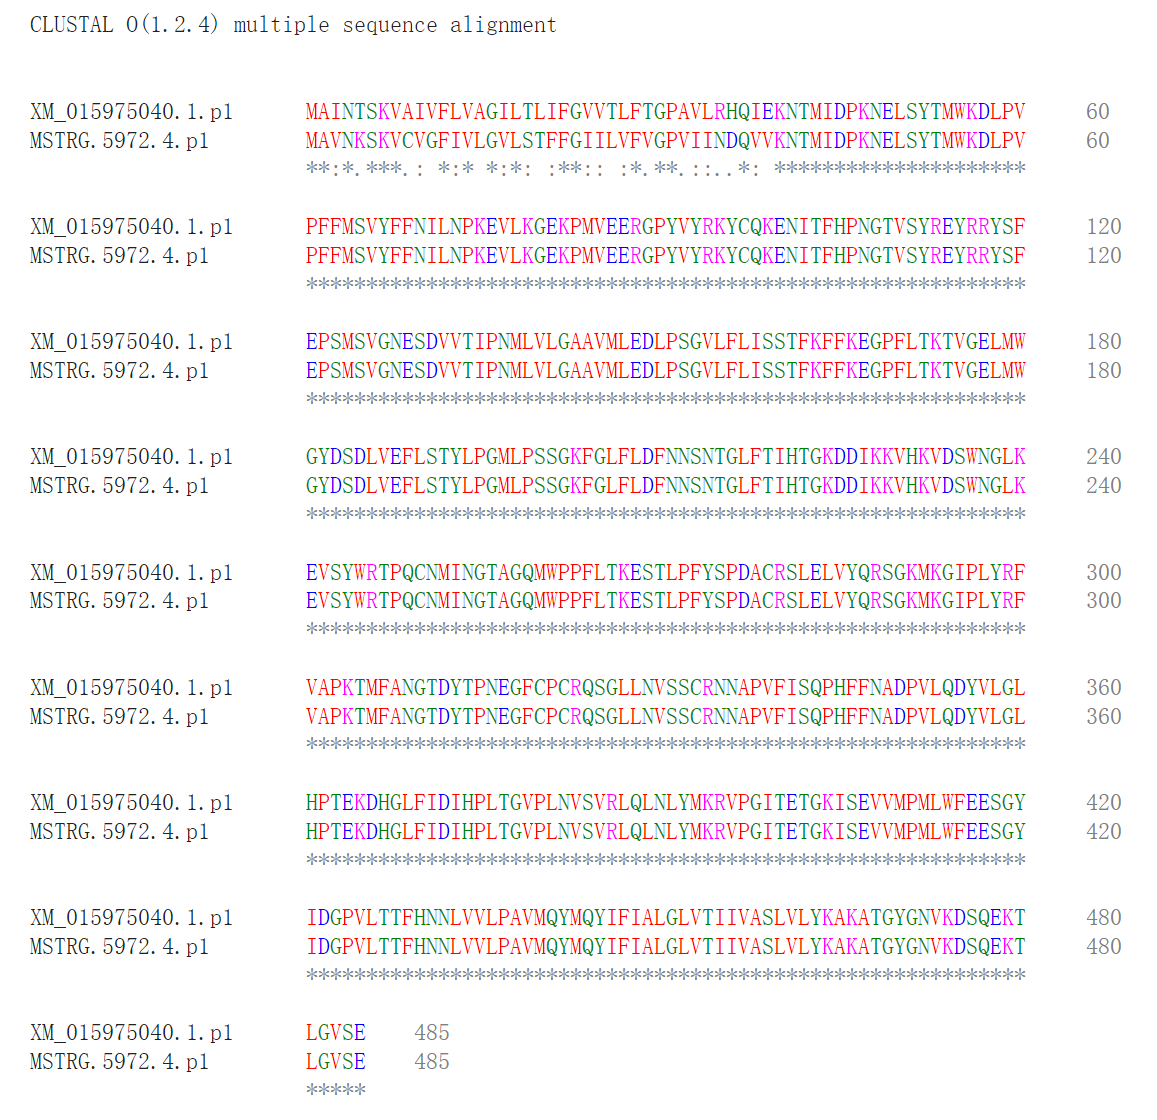 CLUSTAL O(1.2.4) multiple sequence alignment
XM_015975040.1.p1 MAINTSKVAIVFLVAGILTLIFGVVTLFTGPAVLRHQIEKNTMIDPKNELSYTMWKDLPV 60
MSTRG.5972.4.p1 MAVNKSKVCVGFIVLGVLSTFFGIILVFVGPVIINDQVVKNTMIDPKNELSYTMWKDLPV 60
**:*.***.: *:* *:*: :**:: :*.**.::..*: *********************
XM_015975040.1.p1 PFFMSVYFFNILNPKEVLKGEKPMVEERGPYVYRKYCQKENITFHPNGTVSYREYRRYSF 120
MSTRG.5972.4.p1 PFFMSVYFFNILNPKEVLKGEKPMVEERGPYVYRKYCQKENITFHPNGTVSYREYRRYSF 120
************************************************************
XM_015975040.1.p1 EPSMSVGNESDVVTIPNMLVLGAAVMLEDLPSGVLFLISSTFKFFKEGPFLTKTVGELMW 180
MSTRG.5972.4.p1 EPSMSVGNESDVVTIPNMLVLGAAVMLEDLPSGVLFLISSTFKFFKEGPFLTKTVGELMW 180
************************************************************
XM_015975040.1.p1 GYDSDLVEFLSTYLPGMLPSSGKFGLFLDFNNSNTGLFTIHTGKDDIKKVHKVDSWNGLK 240
MSTRG.5972.4.p1 GYDSDLVEFLSTYLPGMLPSSGKFGLFLDFNNSNTGLFTIHTGKDDIKKVHKVDSWNGLK 240
************************************************************
XM_015975040.1.p1 EVSYWRTPQCNMINGTAGQMWPPFLTKESTLPFYSPDACRSLELVYQRSGKMKGIPLYRF 300
MSTRG.5972.4.p1 EVSYWRTPQCNMINGTAGQMWPPFLTKESTLPFYSPDACRSLELVYQRSGKMKGIPLYRF 300
************************************************************
XM_015975040.1.p1 VAPKTMFANGTDYTPNEGFCPCRQSGLLNVSSCRNNAPVFISQPHFFNADPVLQDYVLGL 360
MSTRG.5972.4.p1 VAPKTMFANGTDYTPNEGFCPCRQSGLLNVSSCRNNAPVFISQPHFFNADPVLQDYVLGL 360
************************************************************
XM_015975040.1.p1 HPTEKDHGLFIDIHPLTGVPLNVSVRLQLNLYMKRVPGITETGKISEVVMPMLWFEESGY 420
MSTRG.5972.4.p1 HPTEKDHGLFIDIHPLTGVPLNVSVRLQLNLYMKRVPGITETGKISEVVMPMLWFEESGY 420
************************************************************
XM_015975040.1.p1 IDGPVLTTFHNNLVVLPAVMQYMQYIFIALGLVTIIVASLVLYKAKATGYGNVKDSQEKT 480
MSTRG.5972.4.p1 IDGPVLTTFHNNLVVLPAVMQYMQYIFIALGLVTIIVASLVLYKAKATGYGNVKDSQEKT 480
************************************************************
XM_015975040.1.p1 LGVSE 485
MSTRG.5972.4.p1 LGVSE 485
*****